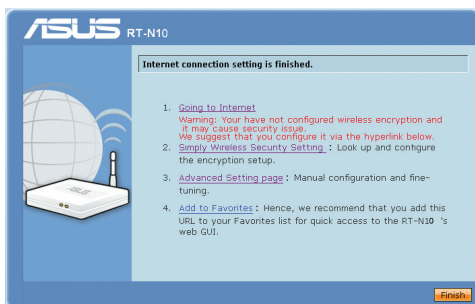 ASUS RT-N10
Internet connection setting is finished.
1. Going to Internet
Warning: Your have not configured wireless encryption and
it may cause security issue.
We suggest that you configure it via the hyperlink below.
2. Simply Wireless Security Setting : Look up and configure
the encryption setup.
3. Advanced Setting page : Manual configuration and fine-
tuning.
4. Add to Favorites : Hence, we recommend that you add this
URL to your Favorites list for quick access to the RT-N10 's
web GUI.
Finish